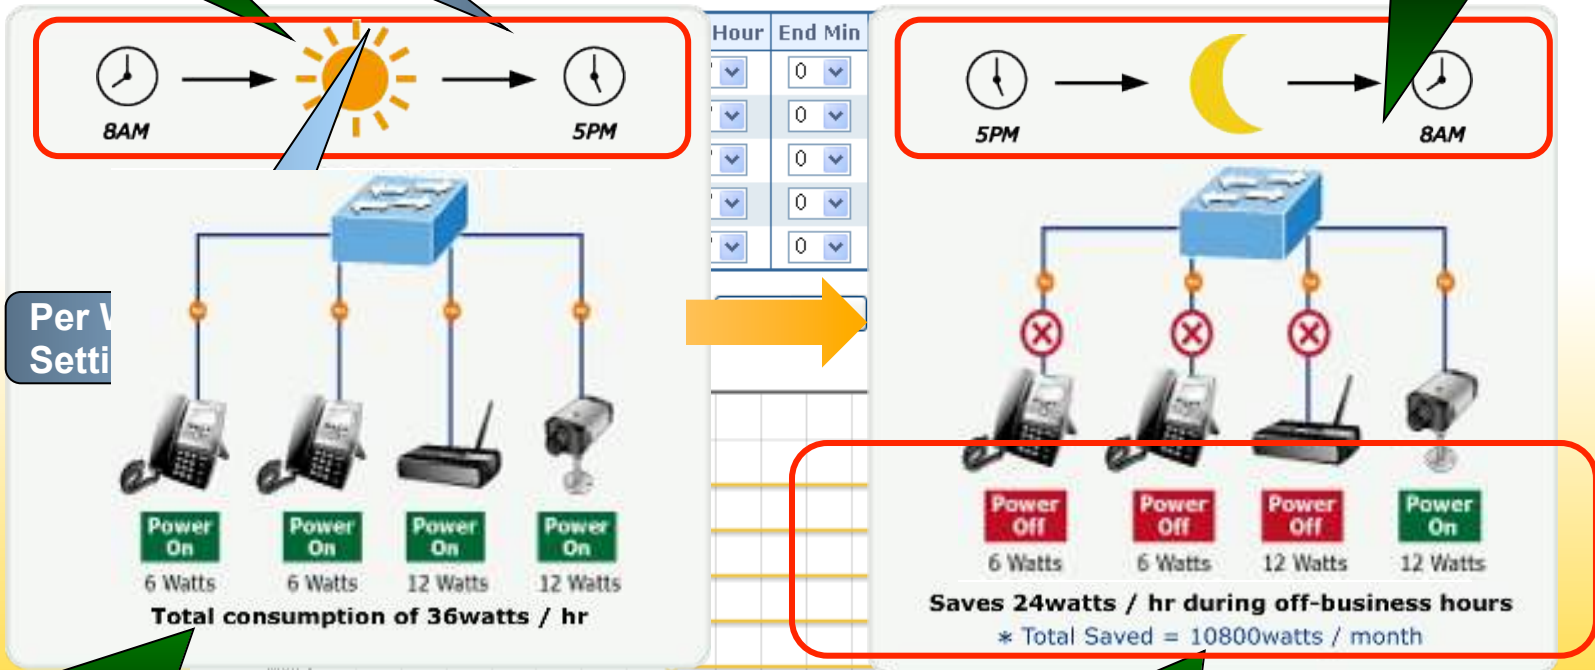 Hour End Min
0
0
0
0
0
8AM
5PM
Per
Setti
Power On
Power On
Power On
Power On
6 Watts
6 Watts
12 Watts
12 Watts
Total consumption of 36watts / hr
5PM
8AM
Power Off
Power Off
Power Off
Power On
6 Watts
6 Watts
12 Watts
12 Watts
Saves 24watts / hr during off-business hours
* Total Saved = 10800watts / month